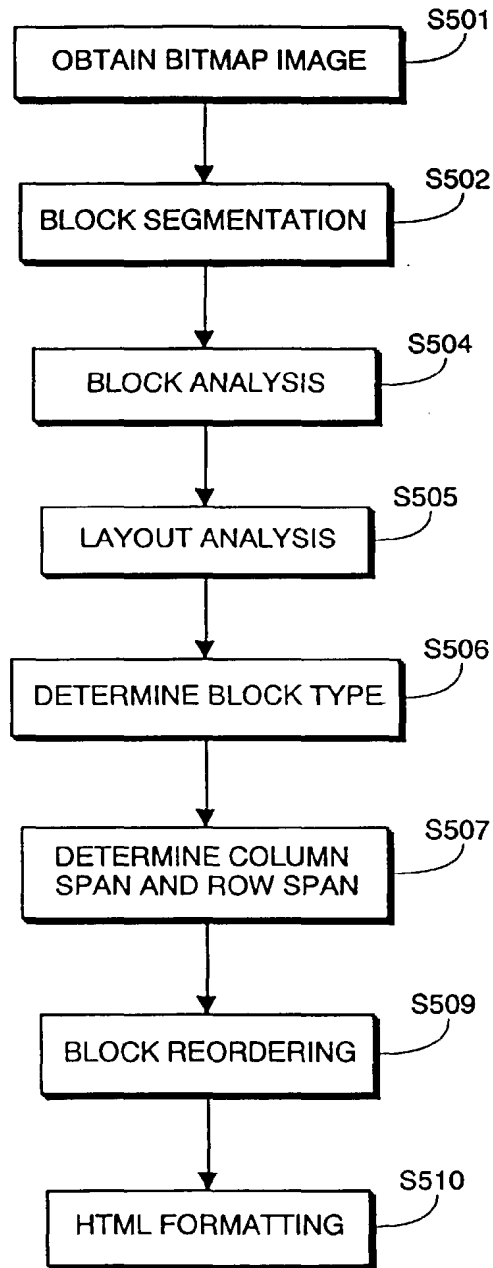 S501
OBTAIN BITMAP IMAGE
S502
BLOCK SEGMENTATION
S504
BLOCK ANALYSIS
S505
LAYOUT ANALYSIS
S506
DETERMINE BLOCK TYPE
S507
DETERMINE COLUMN
SPAN AND ROW SPAN
S509
BLOCK REORDERING
S510
HTML FORMATTING